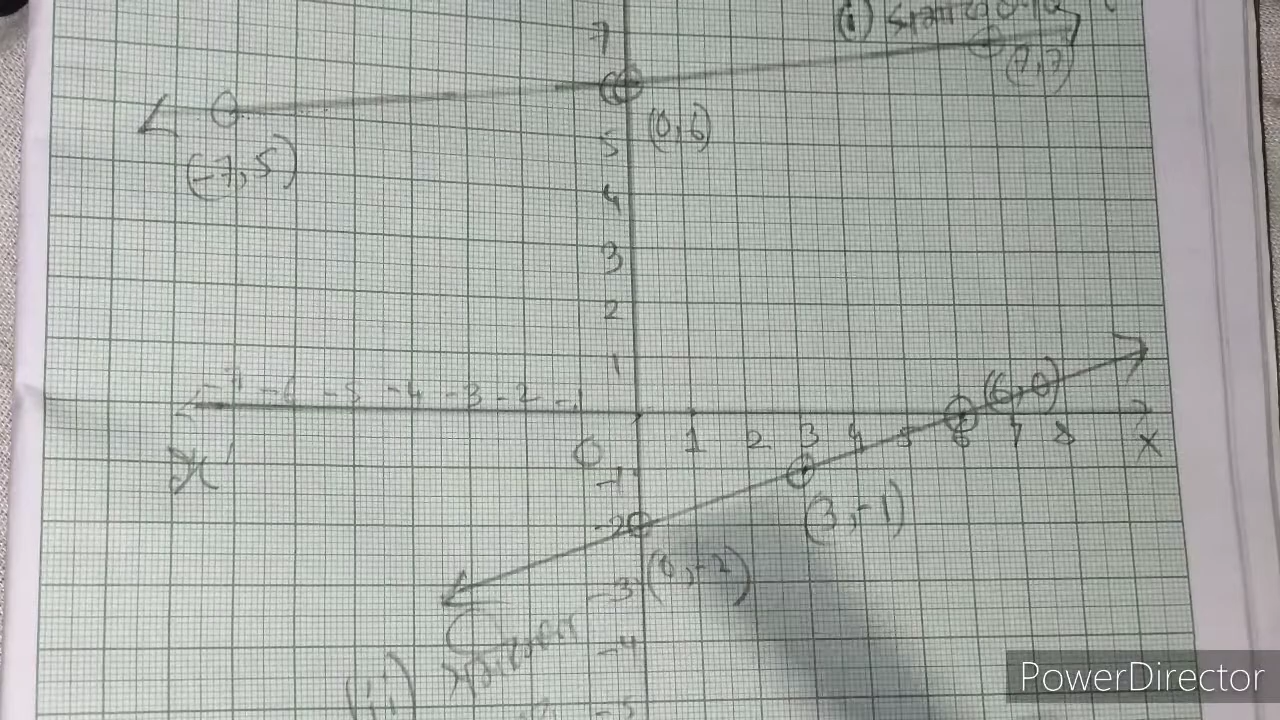 (i)
7
(7,7)
6
(0,6)
5
(-7,5)
4
3
2
1
-7 -6 -5 -4 -3 -2 -1
0 1 2 3 4 5 6 7 8
(6,0)
x
x'
-1
(3,-1)
-2
(0,-2)
-3
-4
(ii)
-5
PowerDirector